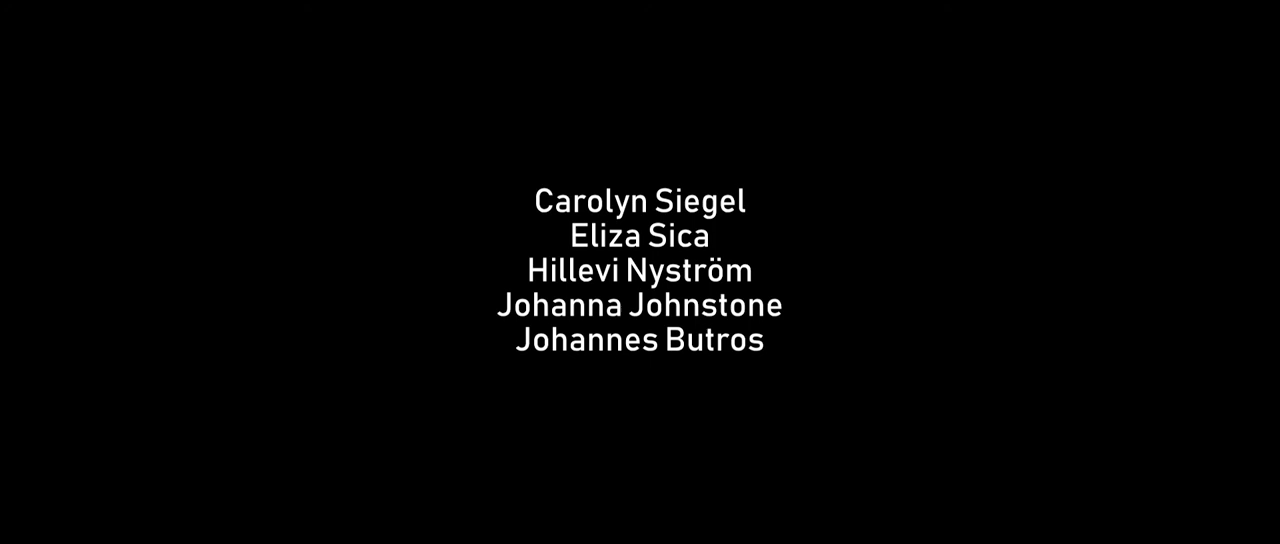 Carolyn Siegel
Eliza Sica
Hillevi Nyström
Johanna Johnstone
Johannes Butros